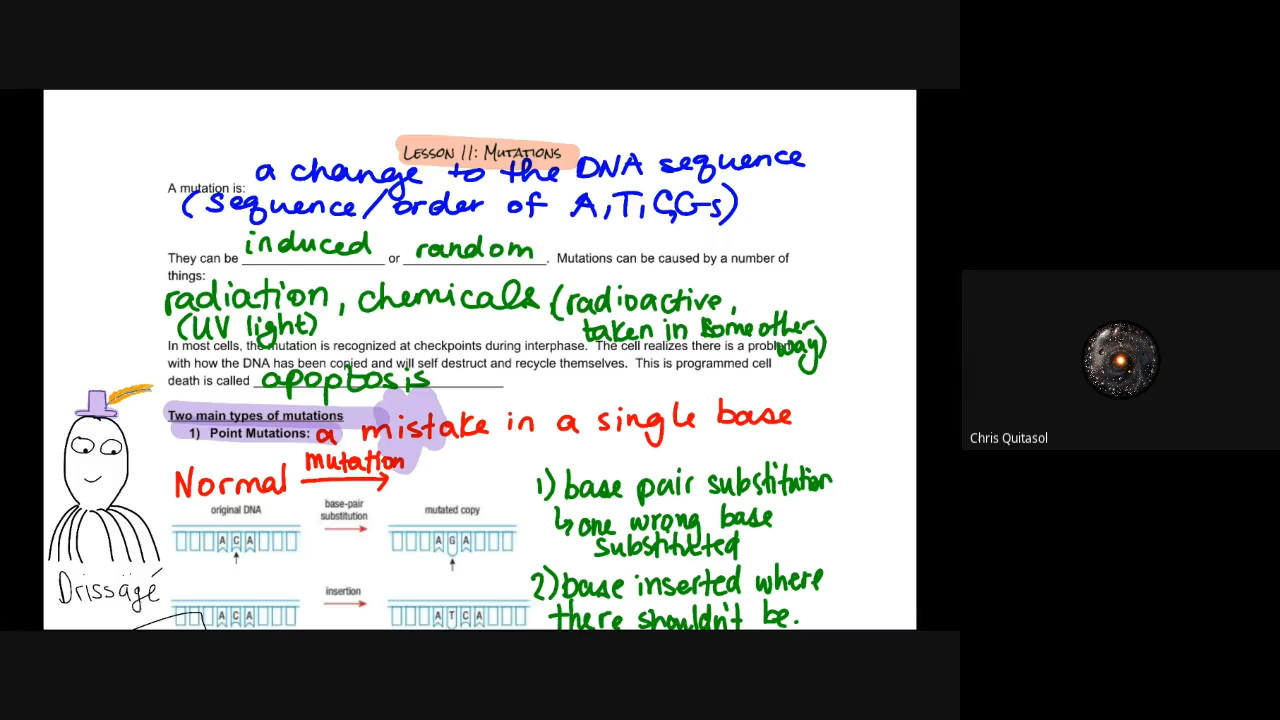 LESSON 11: MUTATIONS
A mutation is: a change to the DNA sequence
(sequence/order of A,T,C,Gs)
They can be induced or random. Mutations can be caused by a number of
things:
radiation, chemicals (radioactive,
(UV light) taken in some other
way)
In most cells, the mutation is recognized at checkpoints during interphase. The cell realizes there is a problem
with how the DNA has been copied and will self destruct and recycle themselves. This is programmed cell
death is called apoptosis
Two main types of mutations
1) Point Mutations: a mistake in a single base
Normal mutation
original DNA base-pair substitution mutated copy
A C A A G A
insertion
A C A A T C A
1) base pair substitution
↳ one wrong base
substituted
2) base inserted where
there shouldn't be.
Drissägé
Chris Quitasol